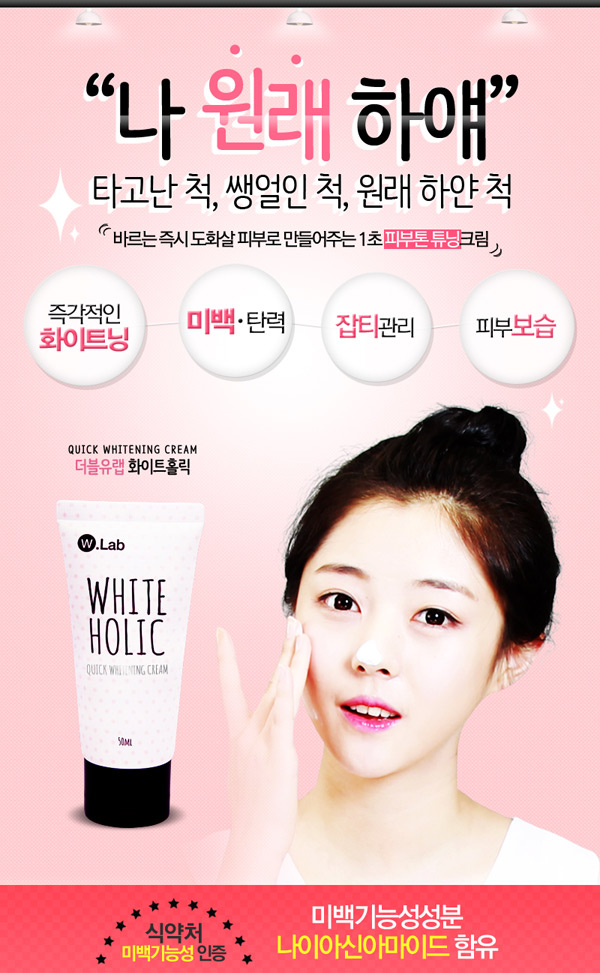 “나 원래 하얘”
타고난 척, 쌩얼인 척, 원래 하얀 척
바르는 즉시 도화살 피부로 만들어주는 1초 피부톤 튜닝크림
즉각적인
화이트닝
미백·탄력
잡티관리
피부보습
QUICK WHITENING CREAM
더블유랩 화이트홀릭
W.Lab
WHITE
HOLIC
QUICK WHITENING CREAM
50ML
식약처
미백기능성 인증
미백기능성성분
나이아신아마이드 함유